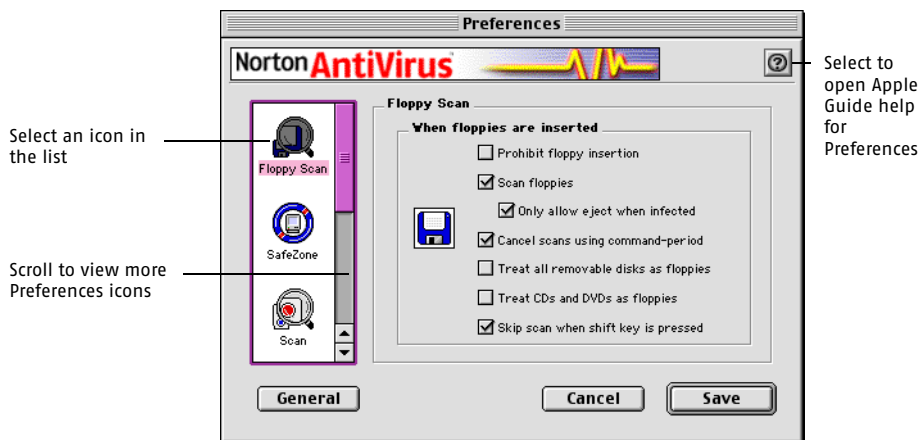 Preferences
Norton AntiVirus
Select to
open Apple
Guide help
for
Preferences
Select an icon in
the list
Floppy Scan
SafeZone
Scan
Scroll to view more
Preferences icons
Floppy Scan
When floppies are inserted
Prohibit floppy insertion
Scan floppies
Only allow eject when infected
Cancel scans using command-period
Treat all removable disks as floppies
Treat CDs and DVDs as floppies
Skip scan when shift key is pressed
General
Cancel
Save